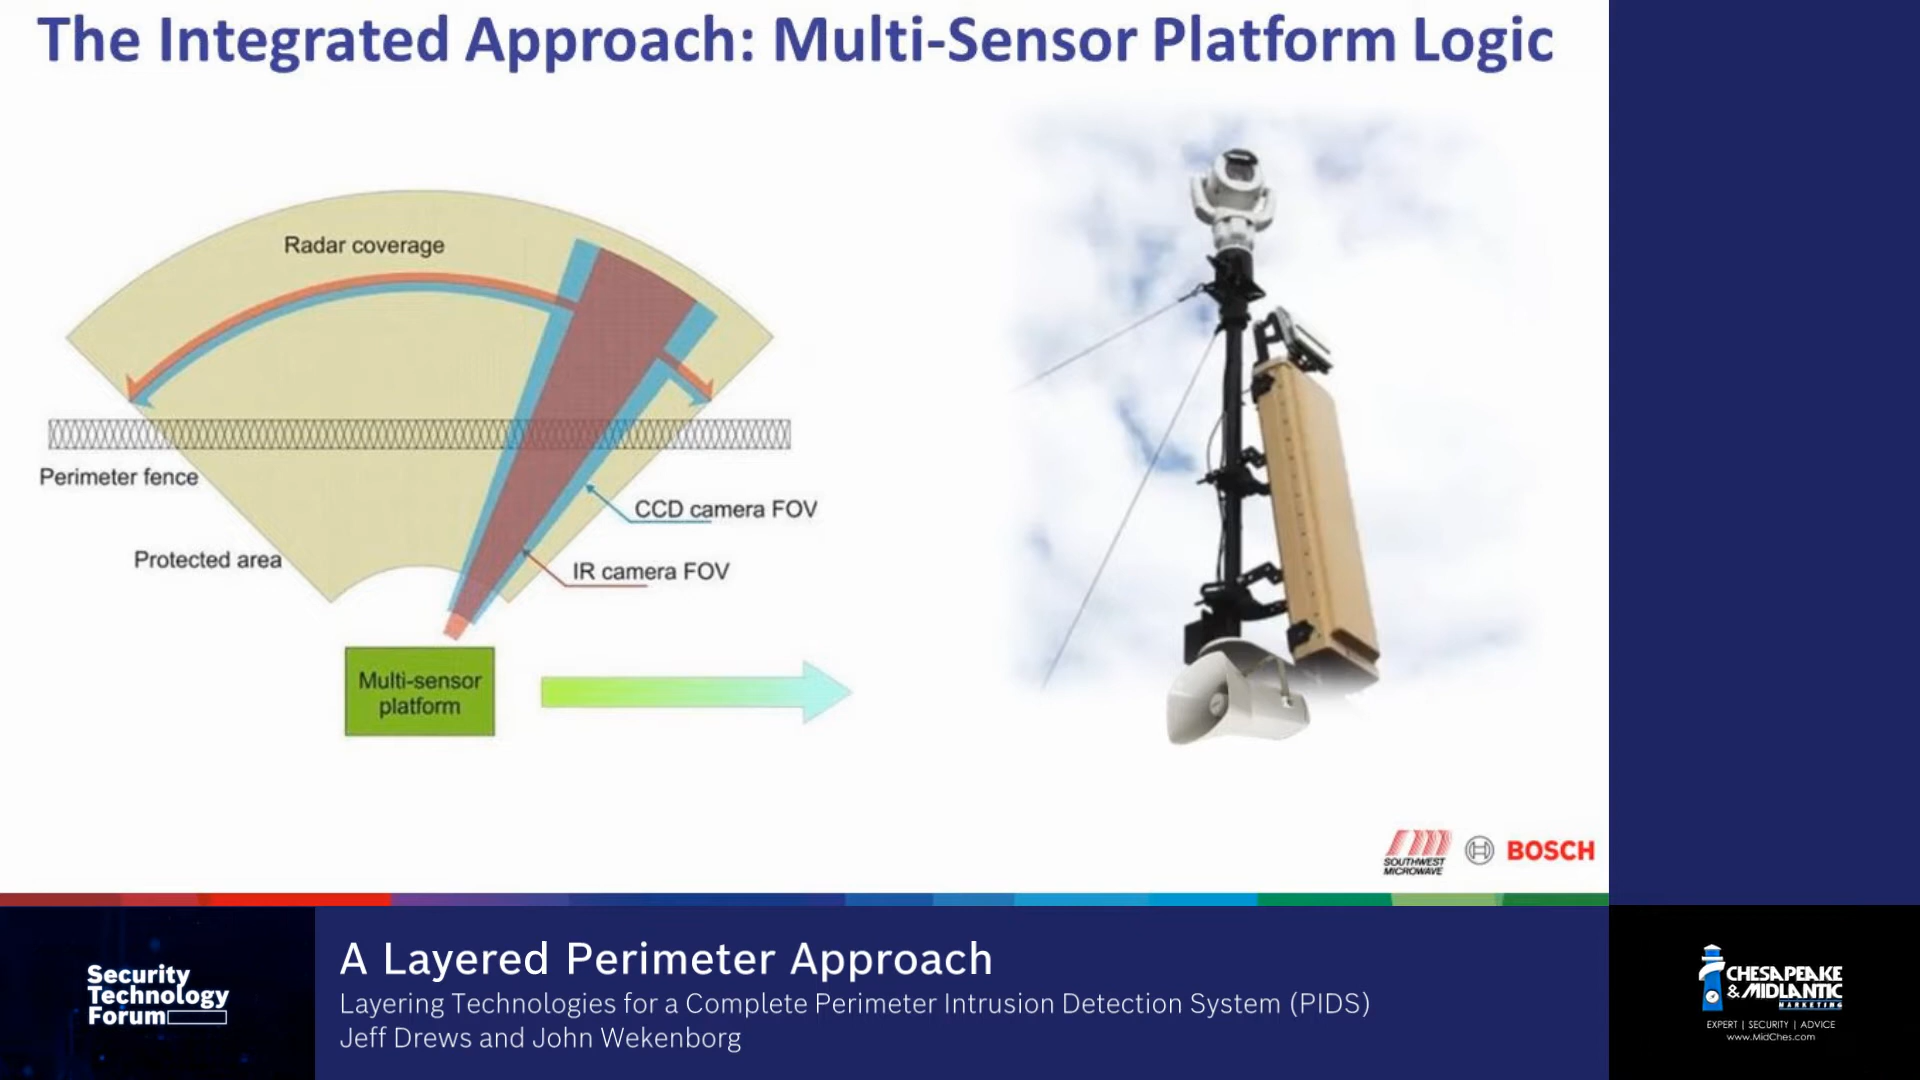 The Integrated Approach: Multi-Sensor Platform Logic
Radar coverage
Perimeter fence
CCD camera FOV
Protected area
IR camera FOV
Multi-sensor
platform
SOUTHWEST
MICROWAVE
BOSCH
Security
Technology
Forum
A Layered Perimeter Approach
Layering Technologies for a Complete Perimeter Intrusion Detection System (PIDS)
Jeff Drews and John Wekenborg
CHESAPEAKE
& MIDLANTIC
MARKETING
EXPERT | SECURITY | ADVICE
www.MidChes.com